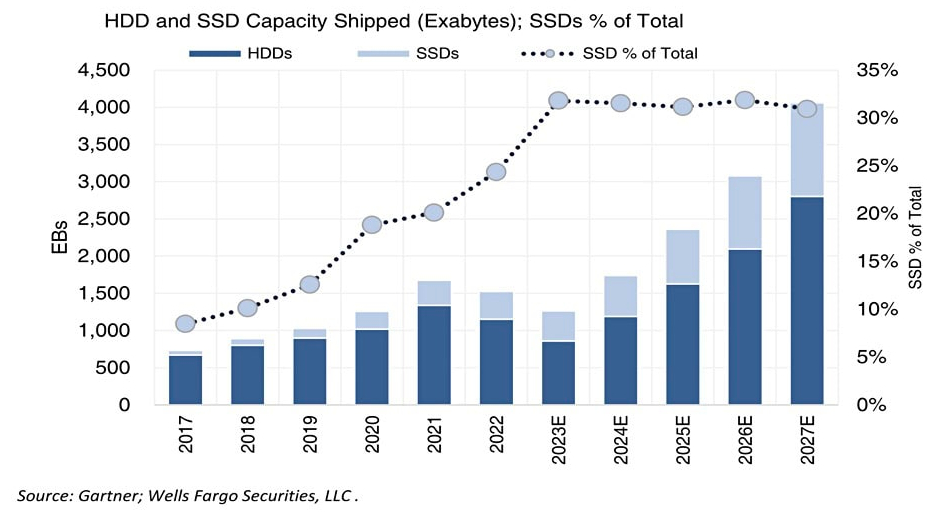 HDD and SSD Capacity Shipped (Exabytes); SSDs % of Total
HDDs SSDs SSD % of Total
4,500
4,000
3,500
3,000
2,500
2,000
1,500
1,000
500
0
EBs
35%
30%
25%
20%
15%
10%
5%
0%
SSD % of Total
2017
2018
2019
2020
2021
2022
2023E
2024E
2025E
2026E
2027E
Source: Gartner; Wells Fargo Securities, LLC .